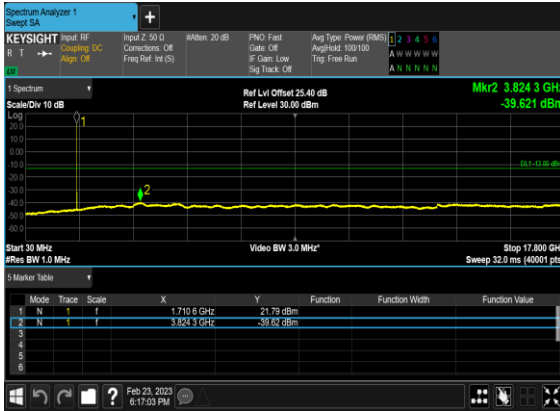 Spectrum Analyzer 1
Swept SA
+
KEYSIGHT Input: RF Input Z: 50 Ω #Atten: 20 dB PNO: Fast Avg Type: Power (RMS) 1 2 3 4 5 6
R T Coupling: DC Corrections: Off Gate: Off Avg|Hold: 100/100 A W W W W W
Align: Off Freq Ref: Int (S) IF Gain: Low Trig: Free Run
Sig Track: Off A N N N N N
1 Spectrum Ref Lvl Offset 25.40 dB Mkr2 3.824 3 GHz
Scale/Div 10 dB Ref Level 30.00 dBm -39.621 dBm
Log
20.0 1
10.0
0.00
-10.0 DL1 -13.00 dBm
-20.0
-30.0
-40.0 2
-50.0
-60.0
Start 30 MHz Video BW 3.0 MHz* Stop 17.800 GHz
#Res BW 1.0 MHz Sweep 32.0 ms (40001 pts)
5 Marker Table
Mode Trace Scale X Y Function Function Width Function Value
1 N 1 f 1.710 6 GHz 21.79 dBm
2 N 1 f 3.824 3 GHz -39.62 dBm
3
4
5
6
? Feb 23, 2023
6:17:03 PM